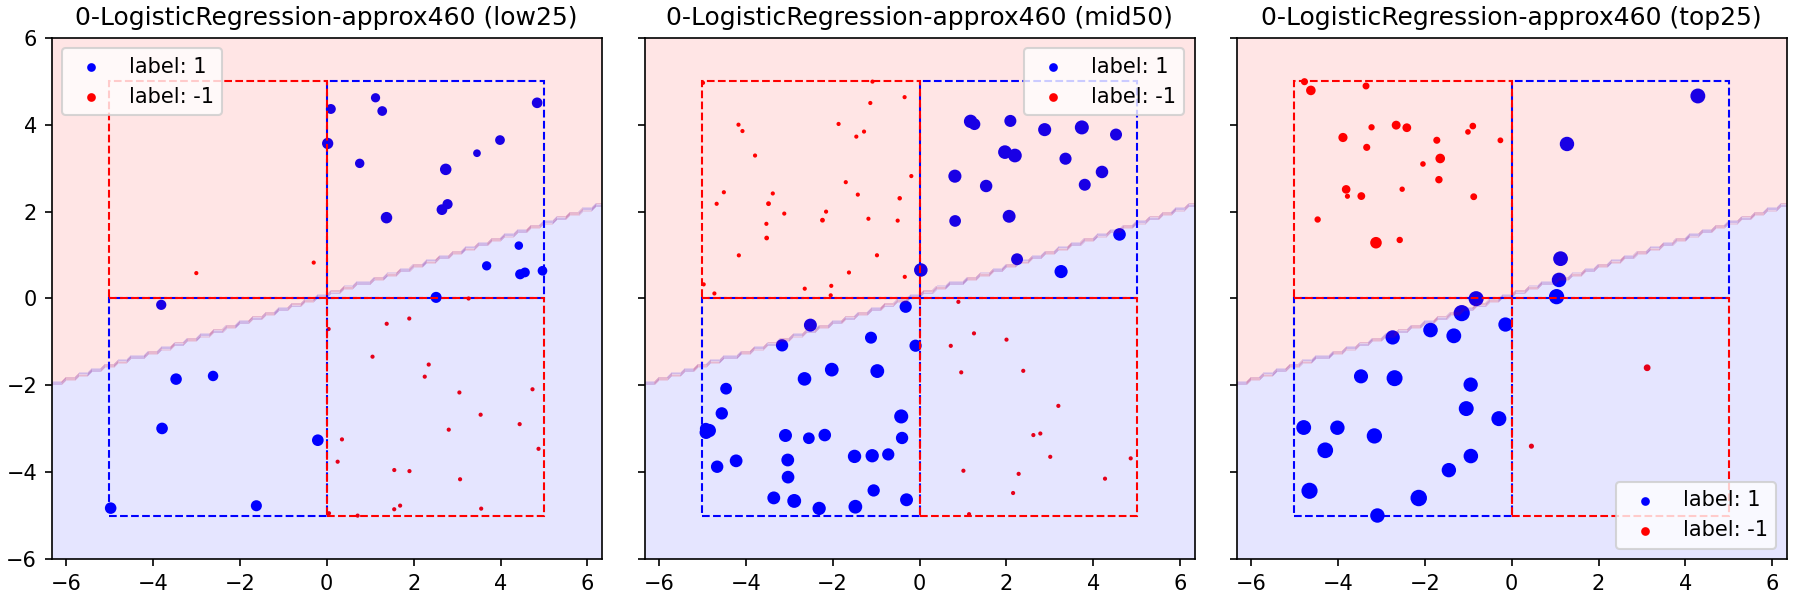 0-LogisticRegression-approx460 (low25)
0-LogisticRegression-approx460 (mid50)
0-LogisticRegression-approx460 (top25)
label: 1
label: -1
label: 1
label: -1
label: 1
label: -1
6
4
2
0
−2
−4
−6
−6 −4 −2 0 2 4 6
−6 −4 −2 0 2 4 6
−6 −4 −2 0 2 4 6